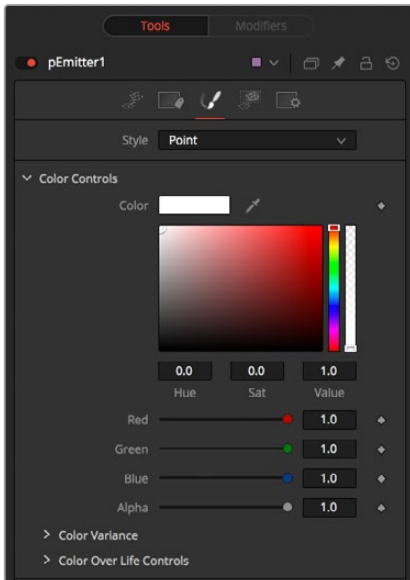 Tools Modifiers
pEmitter1
Style Point
Color Controls
Color
0.0 0.0 1.0
Hue Sat Value
Red 1.0
Green 1.0
Blue 1.0
Alpha 1.0
Color Variance
Color Over Life Controls